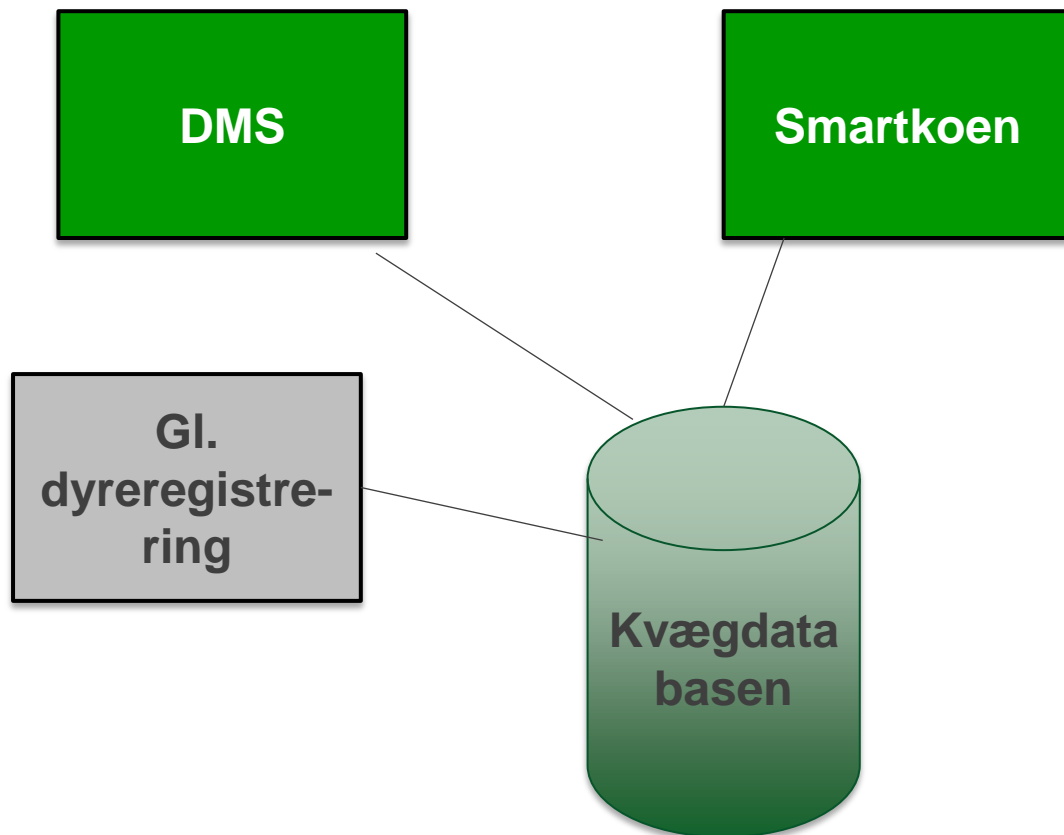 DMS
Smartkoen
Gl.
dyreregistre-
ring
Kvægdata
basen